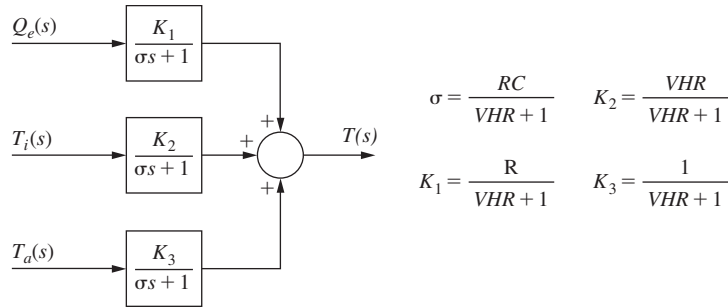 Q_e(s)
K_1
σs + 1
+
T_i(s)
K_2
σs + 1
+
T(s)
+
T_a(s)
K_3
σs + 1
σ = RC / VHR + 1
K_2 = VHR / VHR + 1
K_1 = R / VHR + 1
K_3 = 1 / VHR + 1